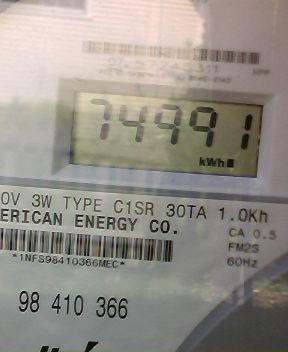 74991
kWh
0V 3W TYPE C1SR 30TA 1.0Kh
ERICAN ENERGY CO.
CA 0.5
FM2S
60Hz
*1NFS98410366MEC*
98 410 366